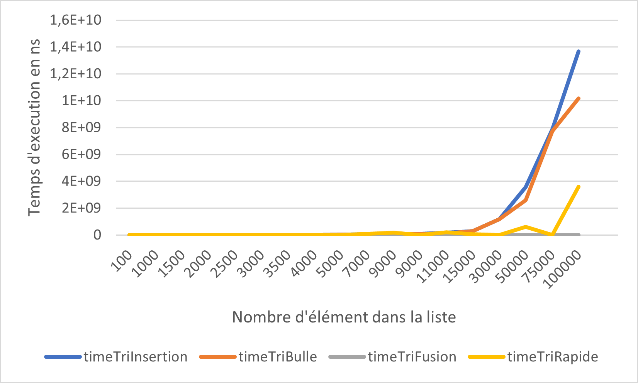 1,6E+10
1,4E+10
1,2E+10
1E+10
8E+09
6E+09
4E+09
2E+09
0
Temps d'execution en ns
100 1000 1500 2000 2500 3000 3500 4000 5000 7000 8000 9000 11000 15000 30000 50000 75000 100000
Nombre d'élément dans la liste
timeTriInsertion timeTriBulle timeTriFusion timeTriRapide